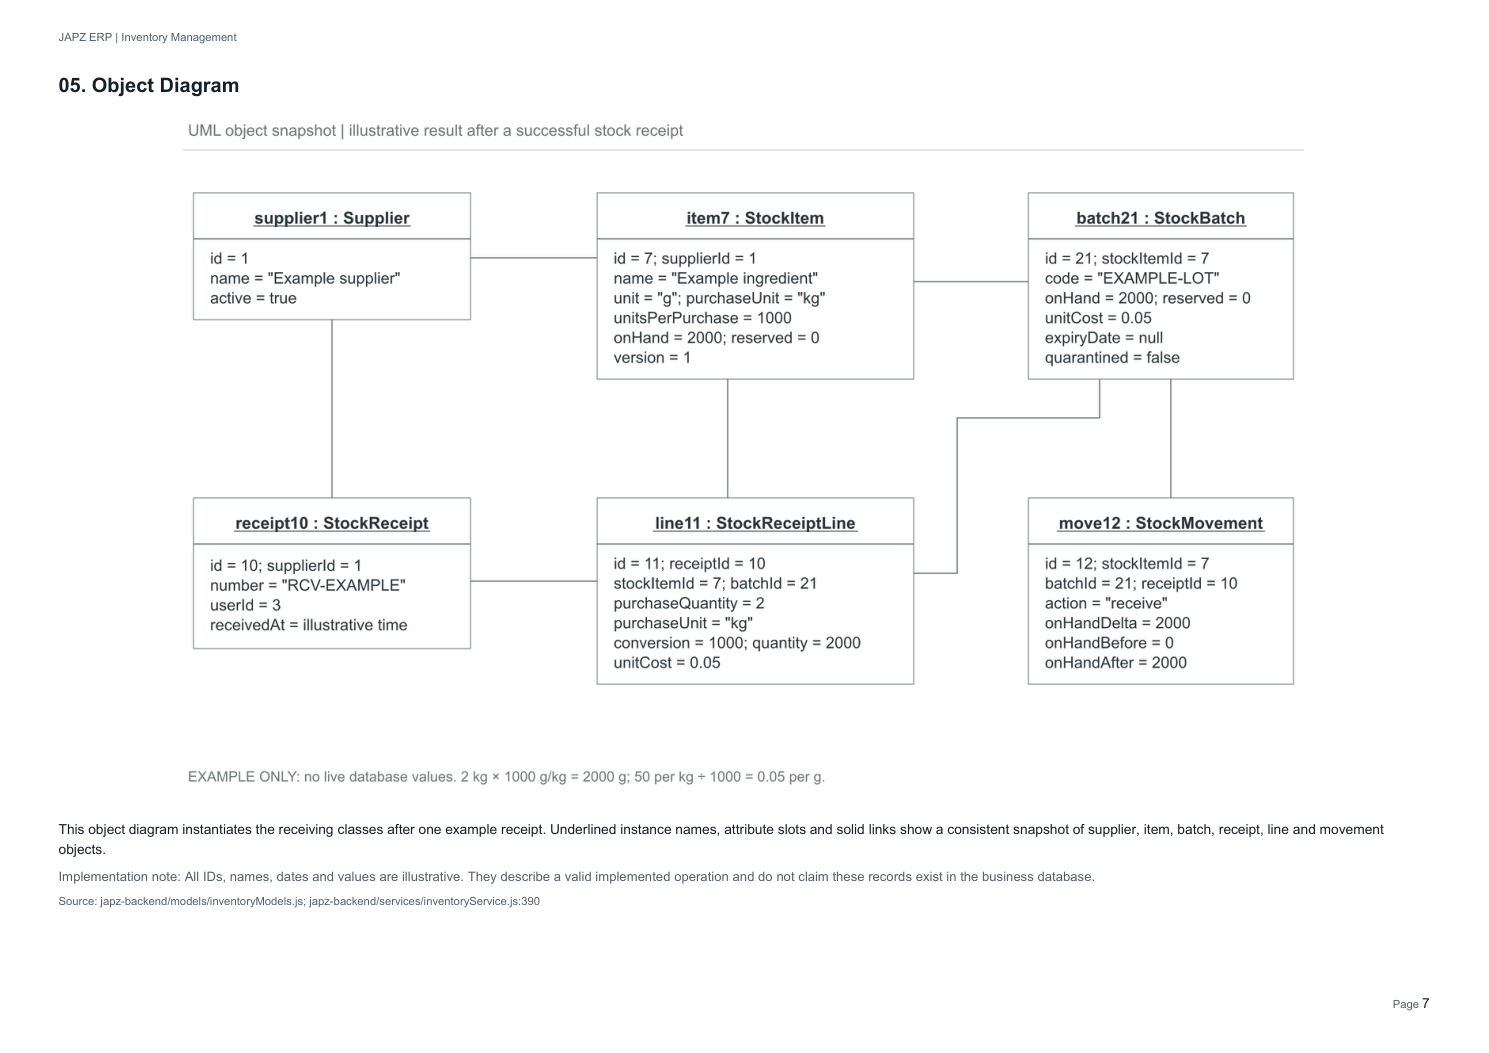 JAPZ ERP | Inventory Management
05. Object Diagram
UML object snapshot | illustrative result after a successful stock receipt
supplier1 : Supplier
id = 1
name = "Example supplier"
active = true
item7 : StockItem
id = 7; supplierId = 1
name = "Example ingredient"
unit = "g"; purchaseUnit = "kg"
unitsPerPurchase = 1000
onHand = 2000; reserved = 0
version = 1
batch21 : StockBatch
id = 21; stockItemId = 7
code = "EXAMPLE-LOT"
onHand = 2000; reserved = 0
unitCost = 0.05
expiryDate = null
quarantined = false
receipt10 : StockReceipt
id = 10; supplierId = 1
number = "RCV-EXAMPLE"
userId = 3
receivedAt = illustrative time
line11 : StockReceiptLine
id = 11; receiptId = 10
stockItemId = 7; batchId = 21
purchaseQuantity = 2
purchaseUnit = "kg"
conversion = 1000; quantity = 2000
unitCost = 0.05
move12 : StockMovement
id = 12; stockItemId = 7
batchId = 21; receiptId = 10
action = "receive"
onHandDelta = 2000
onHandBefore = 0
onHandAfter = 2000
EXAMPLE ONLY: no live database values. 2 kg × 1000 g/kg = 2000 g; 50 per kg ÷ 1000 = 0.05 per g.
This object diagram instantiates the receiving classes after one example receipt. Underlined instance names, attribute slots and solid links show a consistent snapshot of supplier, item, batch, receipt, line and movement
objects.
Implementation note: All IDs, names, dates and values are illustrative. They describe a valid implemented operation and do not claim these records exist in the business database.
Source: japz-backend/models/inventoryModels.js; japz-backend/services/inventoryService.js:390
Page 7